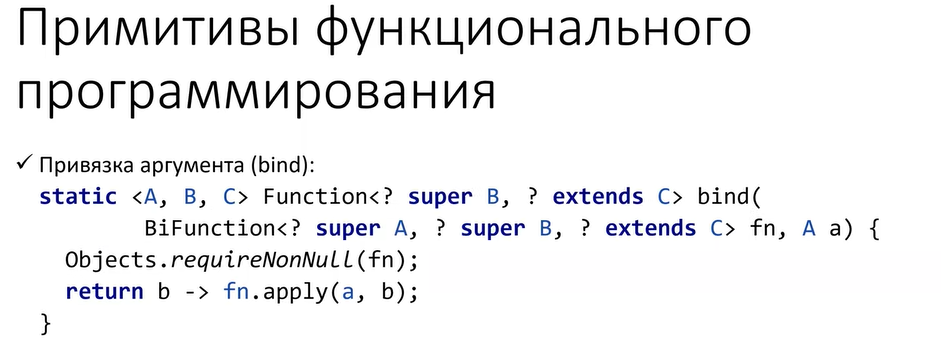 Примитивы функционального
программирования
✓ Привязка аргумента (bind):
static <A, B, C> Function<? super B, ? extends C> bind(
BiFunction<? super A, ? super B, ? extends C> fn, A a) {
Objects.requireNonNull(fn);
return b -> fn.apply(a, b);
}